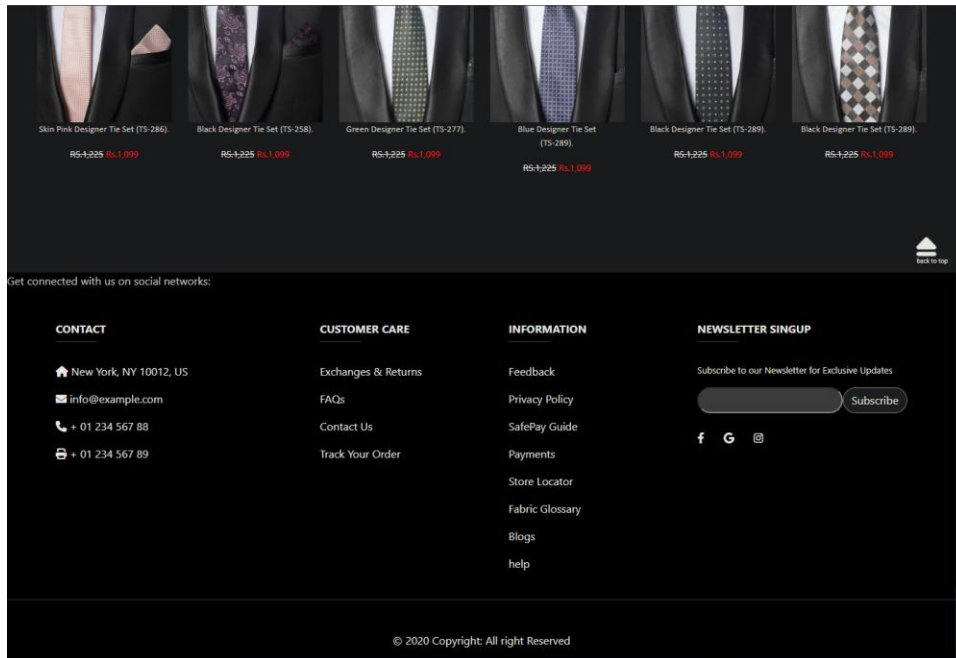 Skin Pink Designer Tie Set (TS-286).
RS.1,225 Rs.1,099
Black Designer Tie Set (TS-258).
RS.1,225 Rs.1,099
Green Designer Tie Set (TS-277).
RS.1,225 Rs.1,099
Blue Designer Tie Set
(TS-289).
RS.1,225 Rs.1,099
Black Designer Tie Set (TS-289).
RS.1,225 Rs.1,099
Black Designer Tie Set (TS-289).
RS.1,225 Rs.1,099
back to top
Get connected with us on social networks:
CONTACT
New York, NY 10012, US
info@example.com
+ 01 234 567 88
+ 01 234 567 89
CUSTOMER CARE
Exchanges & Returns
FAQs
Contact Us
Track Your Order
INFORMATION
Feedback
Privacy Policy
SafePay Guide
Payments
Store Locator
Fabric Glossary
Blogs
help
NEWSLETTER SINGUP
Subscribe to our Newsletter for Exclusive Updates
Subscribe
© 2020 Copyright: All right Reserved